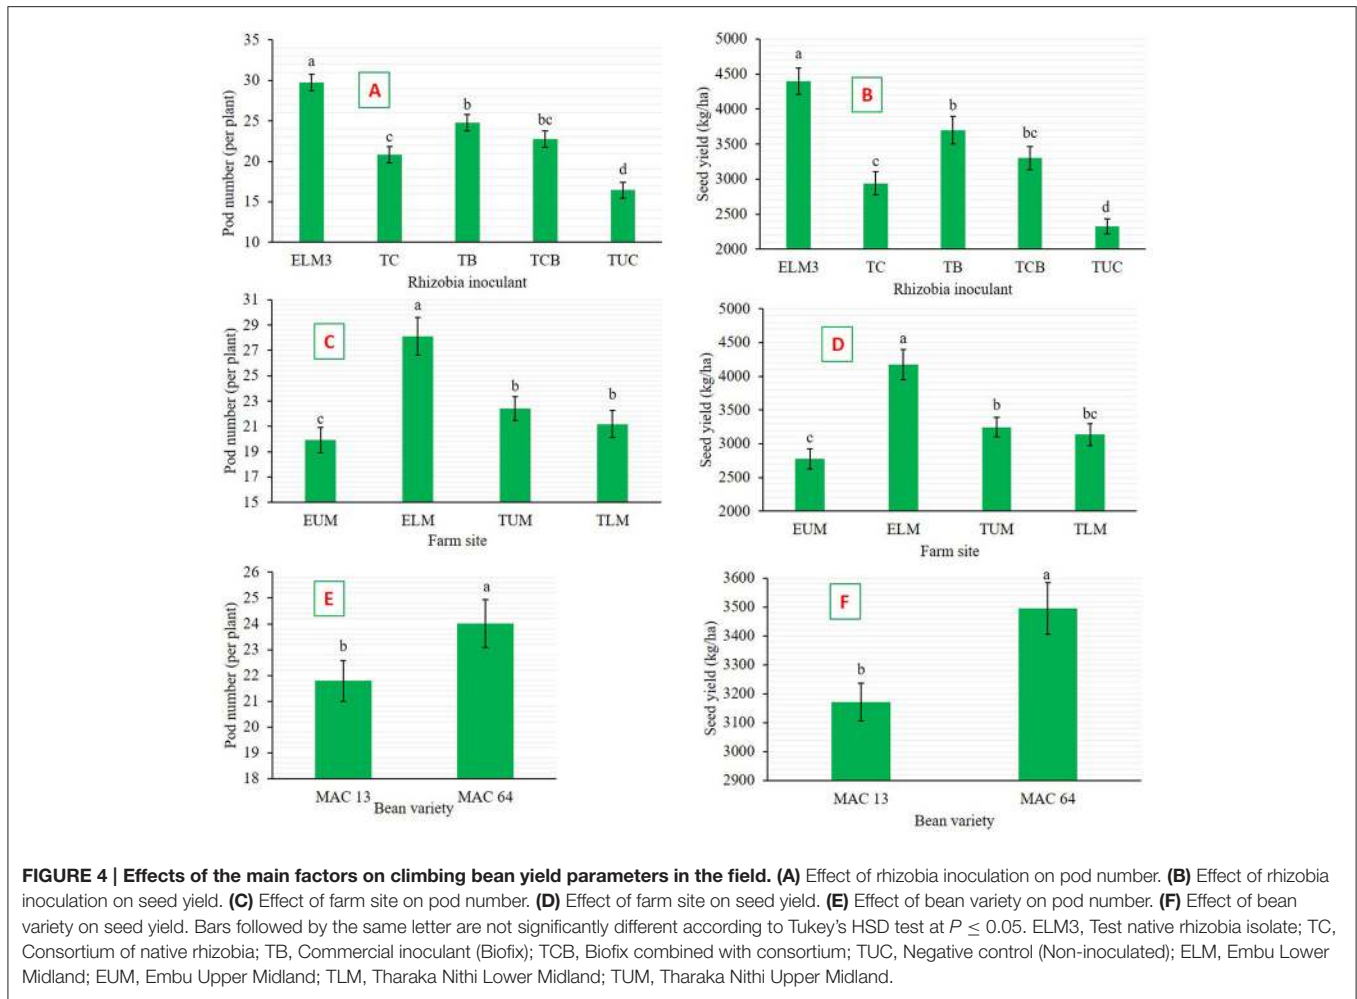 Pod number (per plant)
35
30
25
20
15
10
a
c
b
bc
d
A
ELM3 TC TB TCB TUC
Rhizobia inoculant
Seed yield (kg/ha)
5000
4500
4000
3500
3000
2500
2000
a
c
b
bc
d
B
ELM3 TC TB TCB TUC
Rhizobia inoculant
Pod number (per plant)
31
29
27
25
23
21
19
17
15
c
a
b
b
C
EUM ELM TUM TLM
Farm site
Seed yield (kg/ha)
5000
4500
4000
3500
3000
2500
2000
c
a
b
bc
D
EUM ELM TUM TLM
Farm site
Pod number (per plant)
26
25
24
23
22
21
20
19
18
b
a
E
MAC 13 MAC 64
Bean variety
Seed yield (kg/ha)
3600
3500
3400
3300
3200
3100
3000
2900
b
a
F
MAC 13 MAC 64
Bean variety
FIGURE 4 | Effects of the main factors on climbing bean yield parameters in the field. (A) Effect of rhizobia inoculation on pod number. (B) Effect of rhizobia
inoculation on seed yield. (C) Effect of farm site on pod number. (D) Effect of farm site on seed yield. (E) Effect of bean variety on pod number. (F) Effect of bean
variety on seed yield. Bars followed by the same letter are not significantly different according to Tukey's HSD test at P ≤ 0.05. ELM3, Test native rhizobia isolate; TC,
Consortium of native rhizobia; TB, Commercial inoculant (Biofix); TCB, Biofix combined with consortium; TUC, Negative control (Non-inoculated); ELM, Embu Lower
Midland; EUM, Embu Upper Midland; TLM, Tharaka Nithi Lower Midland; TUM, Tharaka Nithi Upper Midland.